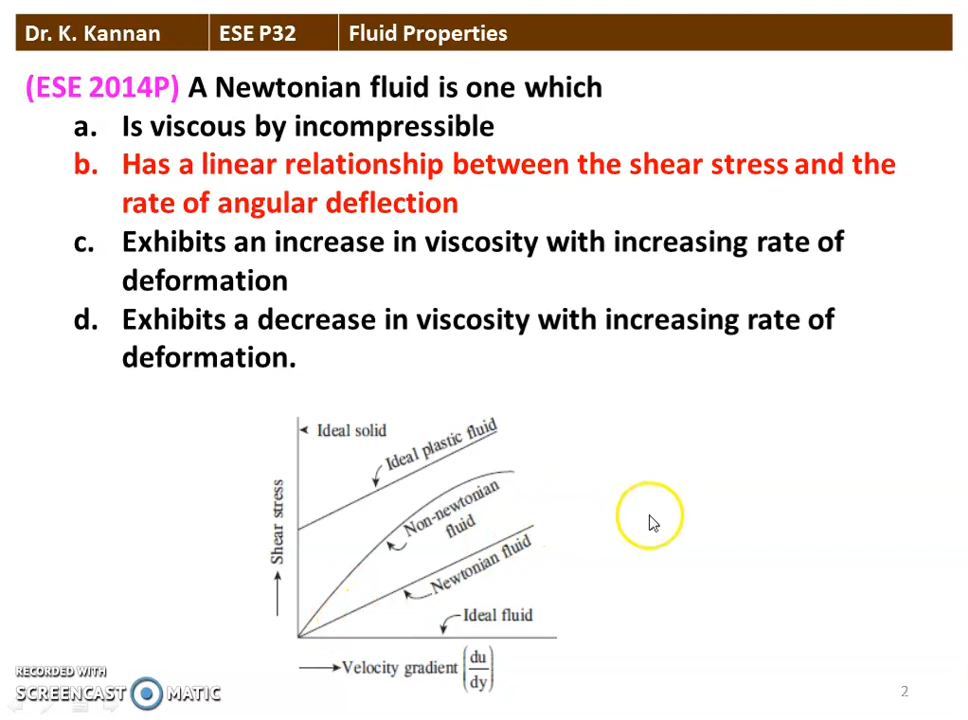 Dr. K. Kannan ESE P32 Fluid Properties
(ESE 2014P) A Newtonian fluid is one which
a. Is viscous by incompressible
b. Has a linear relationship between the shear stress and the
rate of angular deflection
c. Exhibits an increase in viscosity with increasing rate of
deformation
d. Exhibits a decrease in viscosity with increasing rate of
deformation.
Ideal solid
Ideal plastic fluid
Non-newtonian
fluid
Newtonian fluid
Ideal fluid
Shear stress
Velocity gradient (du/dy)
RECORDED WITH
SCREENCAST MATIC
2